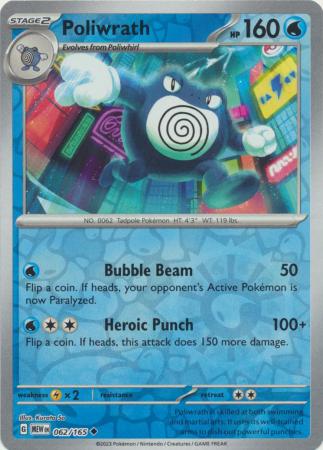 STAGE2
Poliwrath
HP 160
Evolves from Poliwhirl
NO. 0062 Tadpole Pokémon HT: 4'3" WT: 119 lbs.
Bubble Beam 50
Flip a coin. If heads, your opponent's Active Pokémon is
now Paralyzed.
Heroic Punch 100+
Flip a coin. If heads, this attack does 150 more damage.
weakness ×2 resistance retreat
Illus. Kurata So
G MEW EN 062/165
Poliwrath is skilled at
swimming and martial arts. It
uses its well-trained arms to dish
out powerful punches.
©2023 Pokémon / Nintendo / Creatures / GAME FREAK